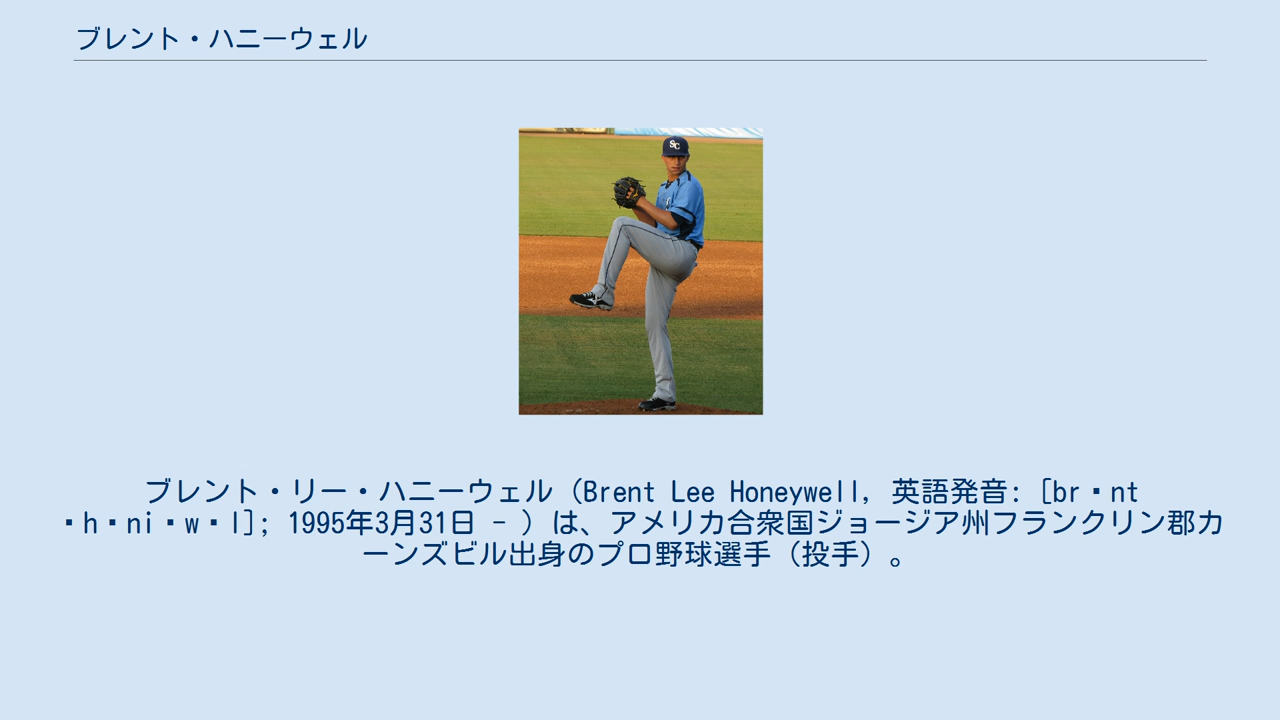 ブレント・ハニーウェル
SC
ブレント・リー・ハニーウェル（Brent Lee Honeywell, 英語発音: [br▪nt
▪h▪ni▪w▪l]; 1995年3月31日 - ）は、アメリカ合衆国ジョージア州フランクリン郡カ
ーンズビル出身のプロ野球選手（投手）。